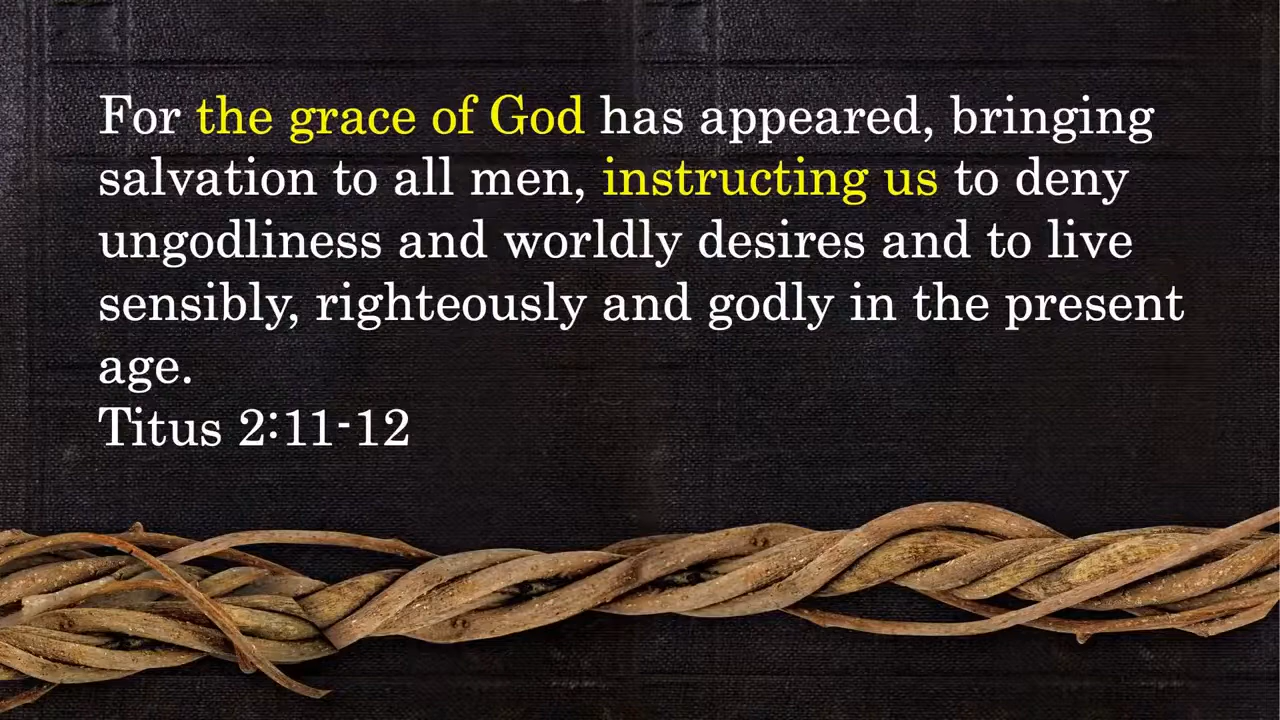 For the grace of God has appeared, bringing
salvation to all men, instructing us to deny
ungodliness and worldly desires and to live
sensibly, righteously and godly in the present
age.
Titus 2:11-12